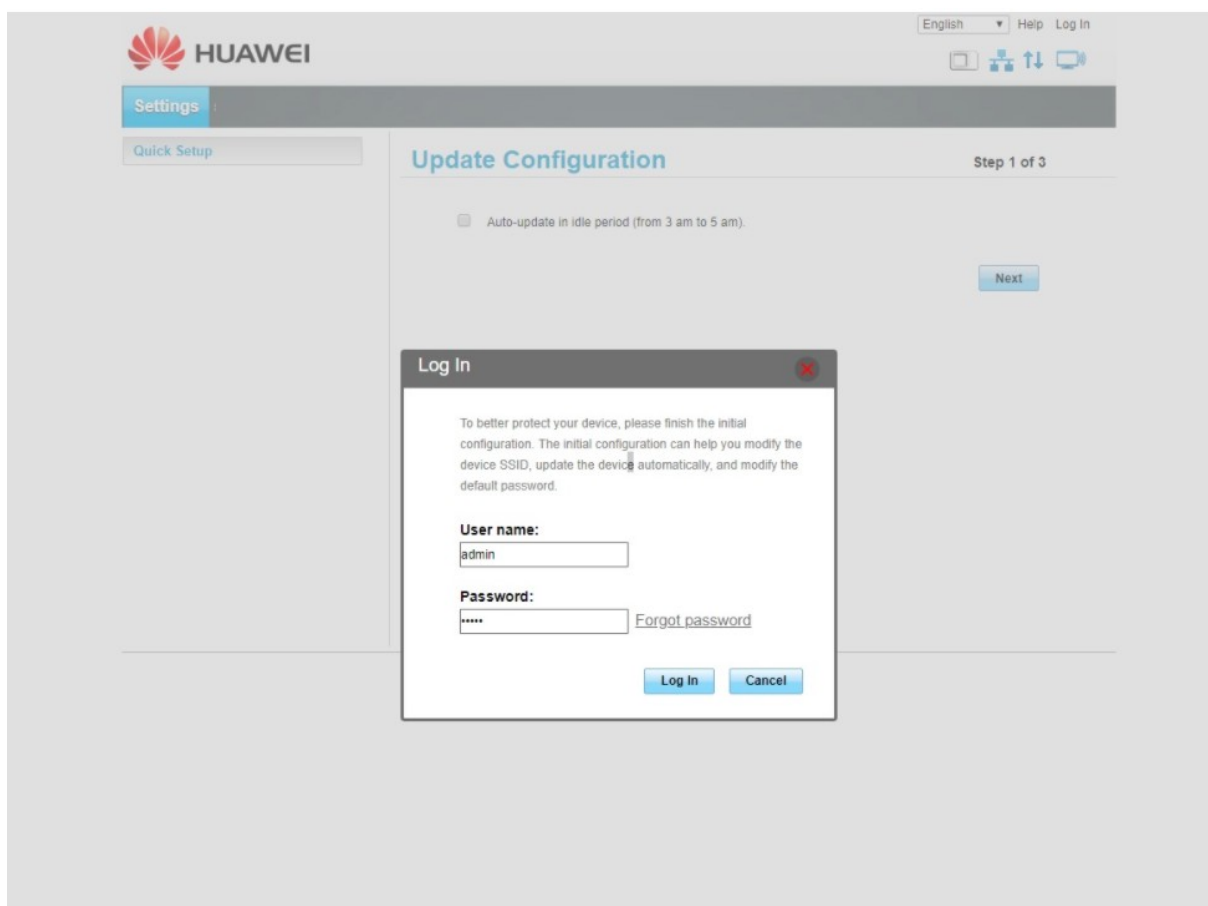 English Help Log In
HUAWEI
Settings
Quick Setup
Update Configuration
Step 1 of 3
Auto-update in idle period (from 3 am to 5 am).
Next
Log In
To better protect your device, please finish the initial
configuration. The initial configuration can help you modify the
device SSID, update the device automatically, and modify the
default password.
User name:
admin
Password:
•••••
Forgot password
Log In Cancel